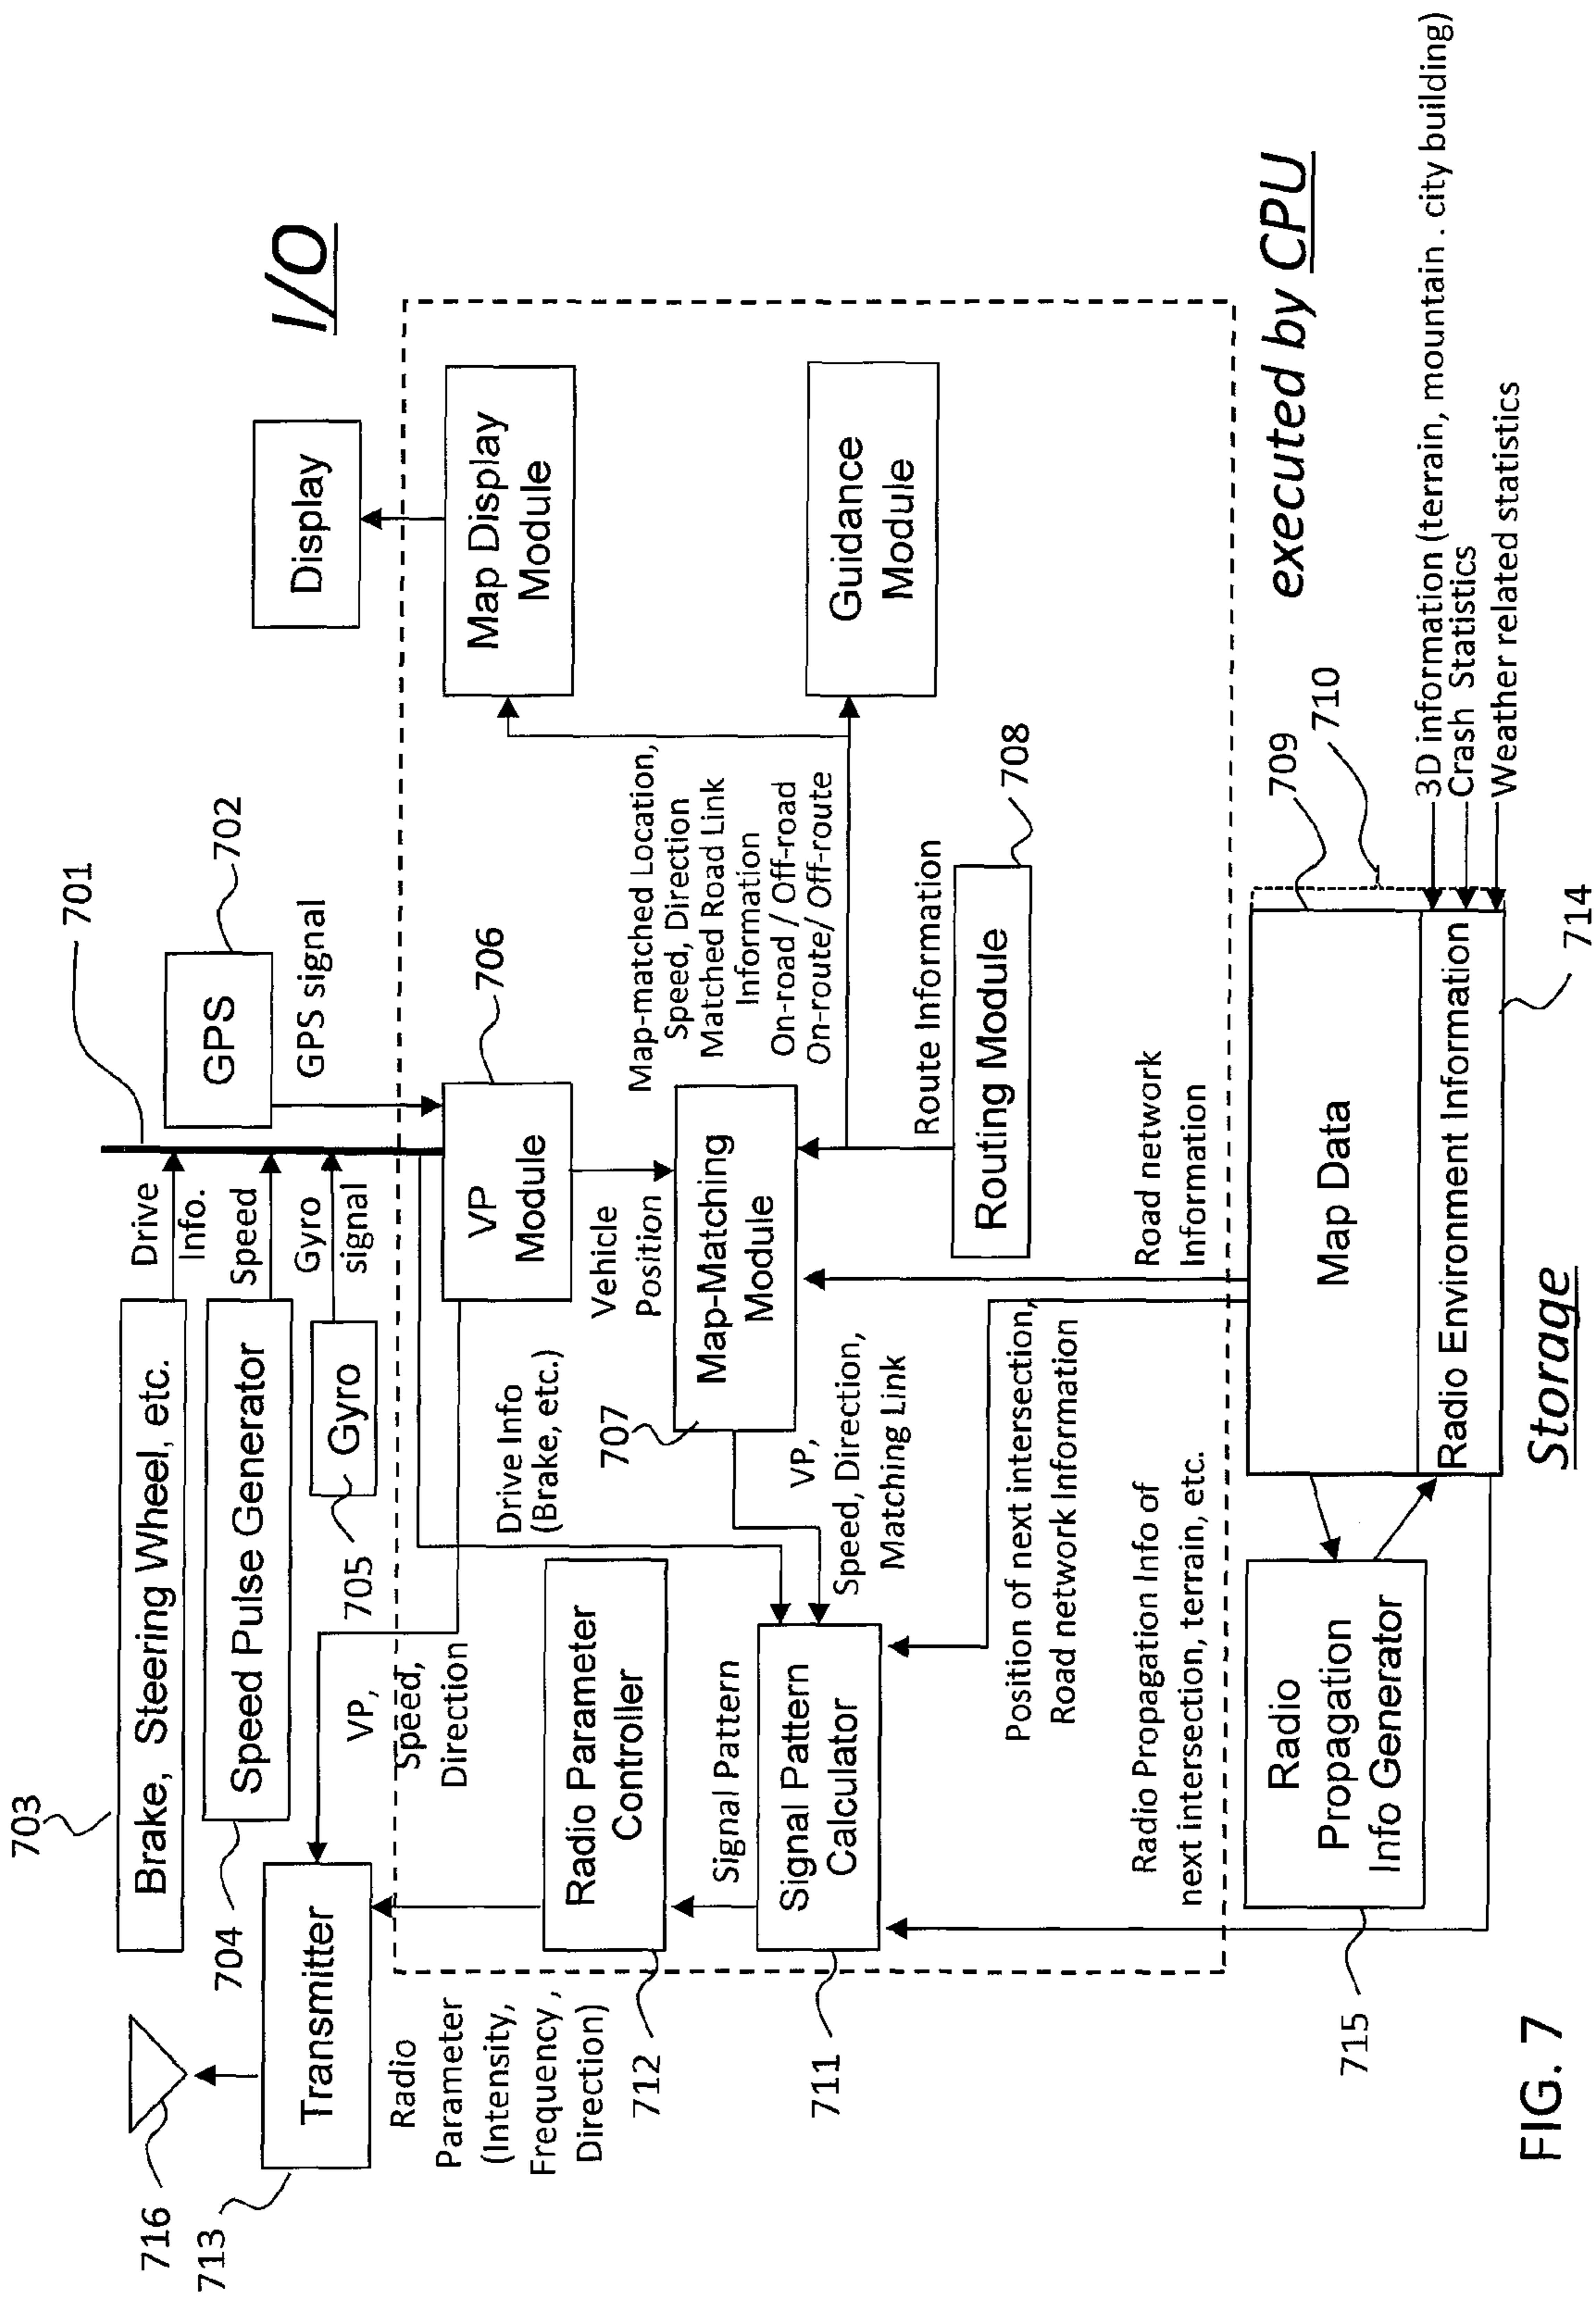 703
Brake, Steering Wheel, etc.
Drive
Info.
701
704
Speed Pulse Generator
Speed
GPS
702
Gyro
705
Gyro
signal
GPS signal
Display
I/O
716
Transmitter
713
VP,
Speed,
Direction
Radio
Parameter
(Intensity,
Frequency,
Direction)
Radio Parameter
Controller
712
Drive Info
(Brake, etc.)
VP
Module
706
Map Display
Module
Vehicle
Position
Map-matched Location,
Speed, Direction
Matched Road Link
Information
On-road / Off-road
On-route/ Off-route
707
Map-Matching
Module
Signal Pattern
Signal Pattern
Calculator
711
VP,
Speed, Direction,
Matching Link
Guidance
Module
Route Information
Routing Module
708
Position of next intersection,
Road network Information
Road network
Information
Radio Propagation Info of
next intersection, terrain, etc.
executed by CPU
Radio
Propagation
Info Generator
715
Map Data
709
710
Radio Environment Information
3D information (terrain, mountain . city building)
Crash Statistics
Weather related statistics
714
Storage
FIG. 7